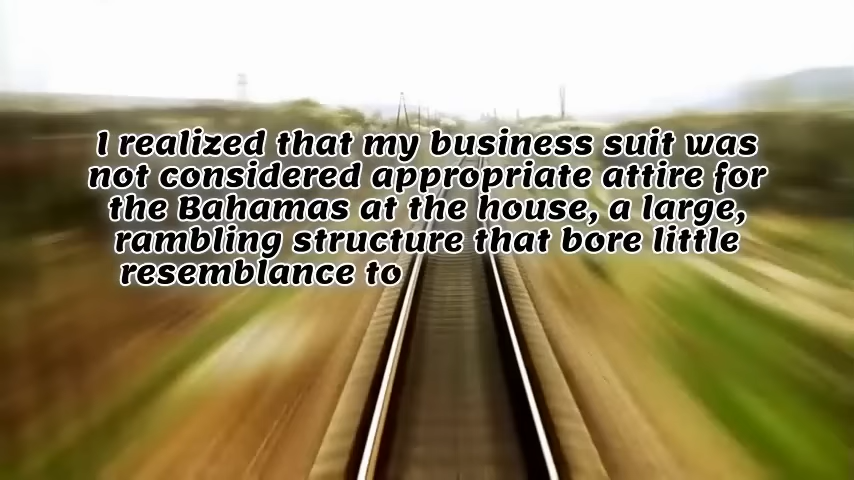 I realized that my business suit was
not considered appropriate attire for
the Bahamas at the house, a large,
rambling structure that bore little
resemblance to